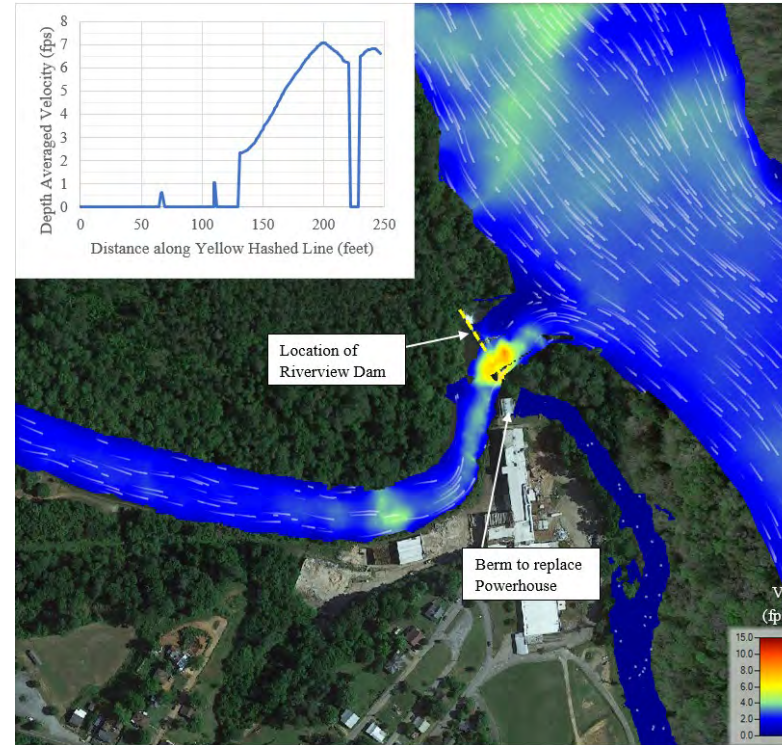 Depth Averaged Velocity (fps)
8
7
6
5
4
3
2
1
0
0 50 100 150 200 250
Distance along Yellow Hashed Line (feet)
Location of
Riverview Dam
Berm to replace
Powerhouse
V
(fp
15.0
8.0
6.0
4.0
2.0
0.0